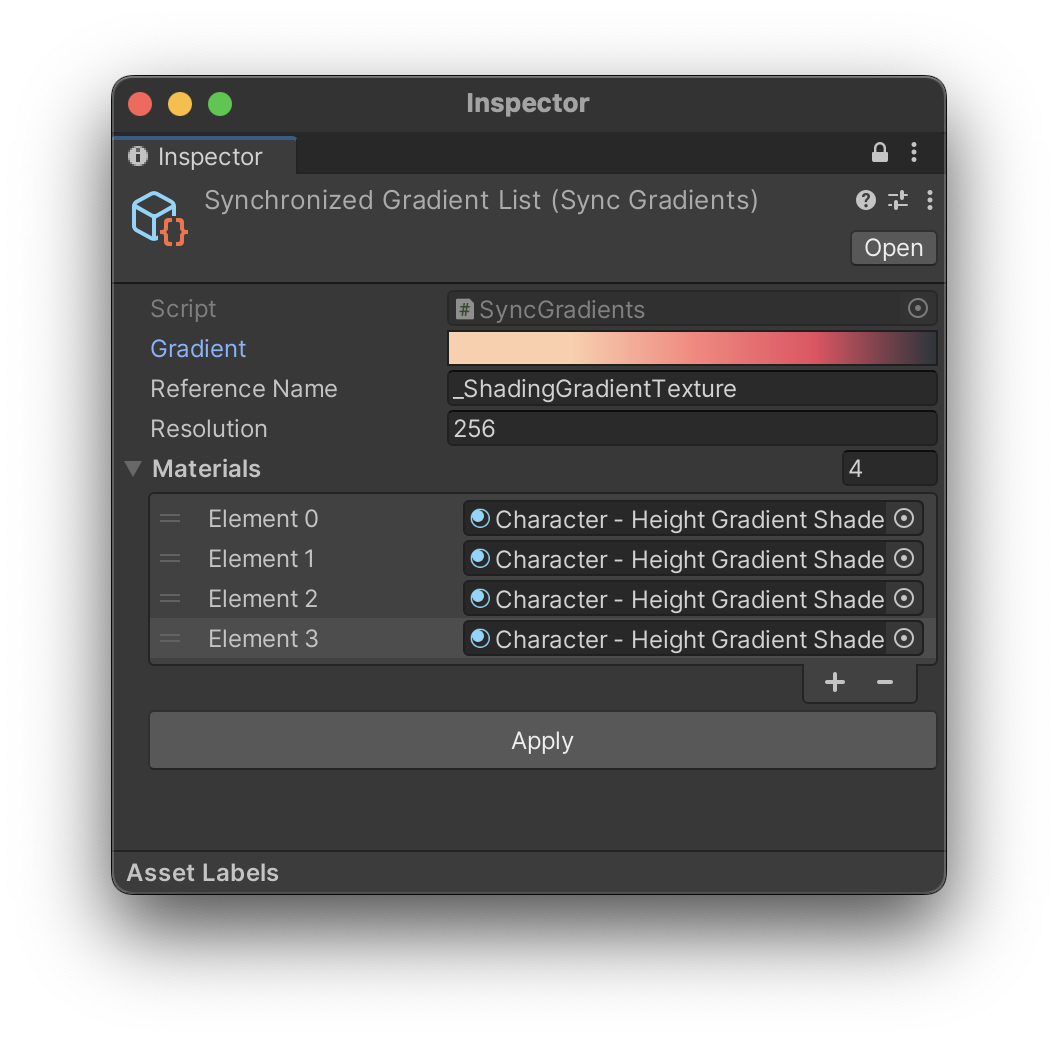 Inspector
Inspector
Synchronized Gradient List (Sync Gradients)
Open
Script
SyncGradients
Gradient
Reference Name
_ShadingGradientTexture
Resolution
256
Materials
4
Element 0
Character - Height Gradient Shade
Element 1
Character - Height Gradient Shade
Element 2
Character - Height Gradient Shade
Element 3
Character - Height Gradient Shade
Apply
Asset Labels